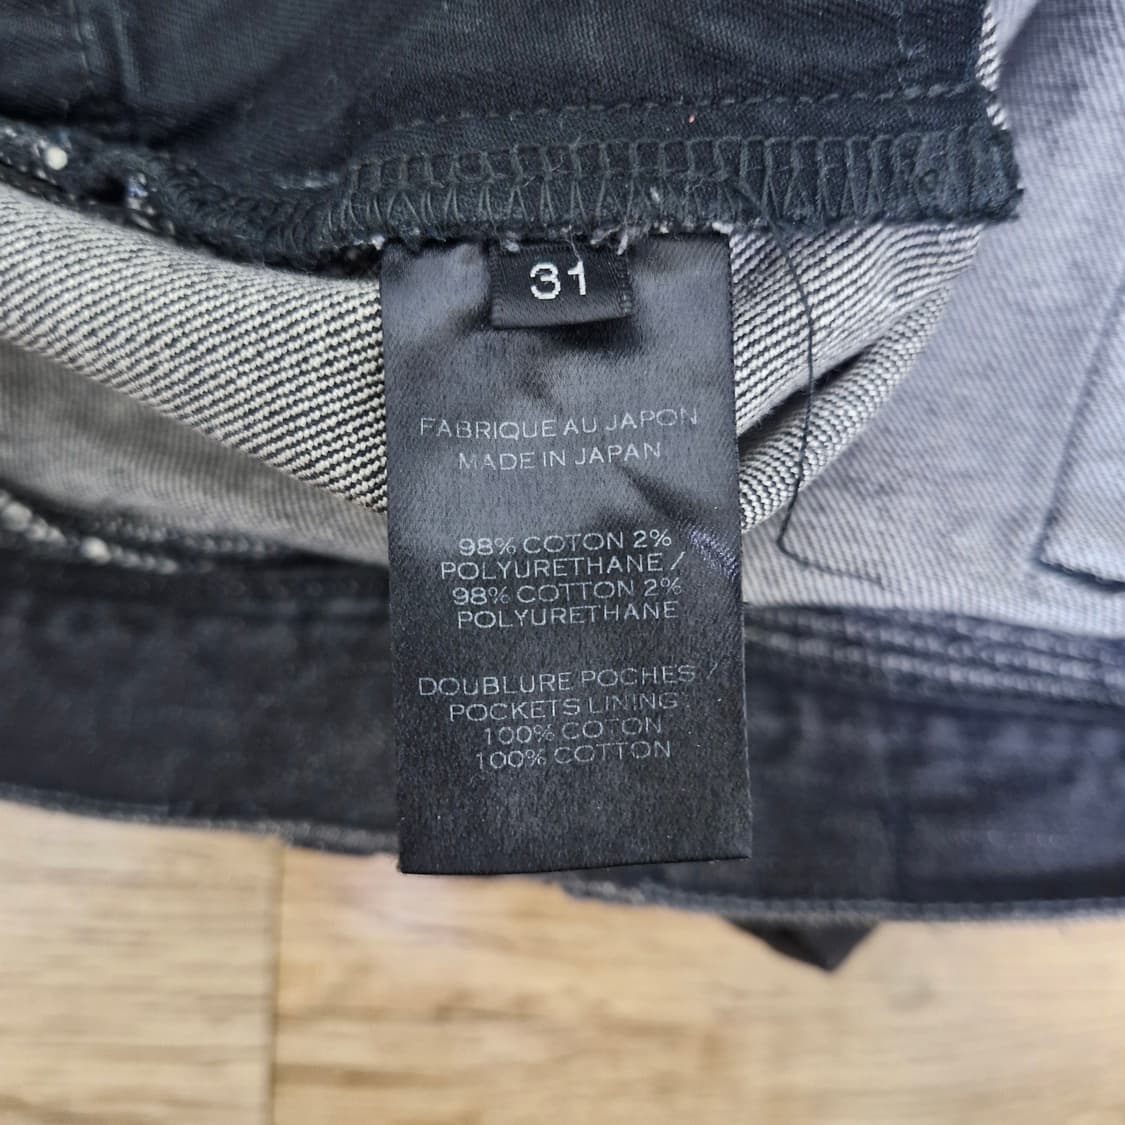 31
FABRIQUE AU JAPON
MADE IN JAPAN
98% COTON 2%
POLYURETHANE /
98% COTTON 2%
POLYURETHANE
DOUBLURE POCHES /
POCKETS LINING
100% COTON
100% COTTON